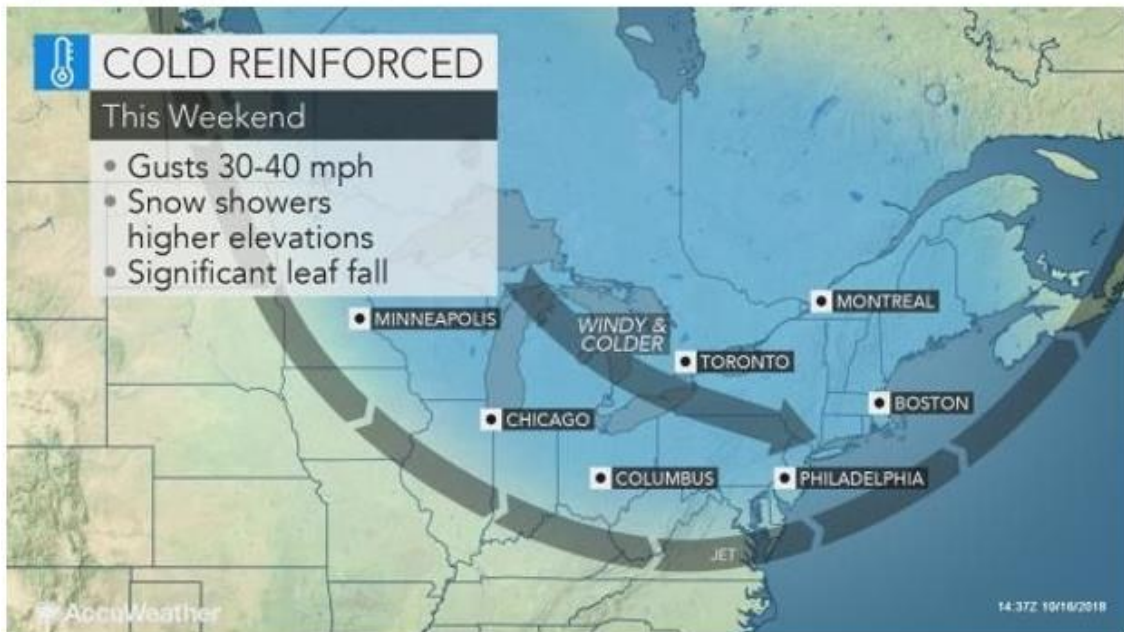 COLD REINFORCED
This Weekend
• Gusts 30-40 mph
• Snow showers
higher elevations
• Significant leaf fall
MINNEAPOLIS
WINDY &
COLDER
MONTREAL
TORONTO
BOSTON
CHICAGO
COLUMBUS
PHILADELPHIA
JET
AccuWeather
14:37Z 10/16/2018